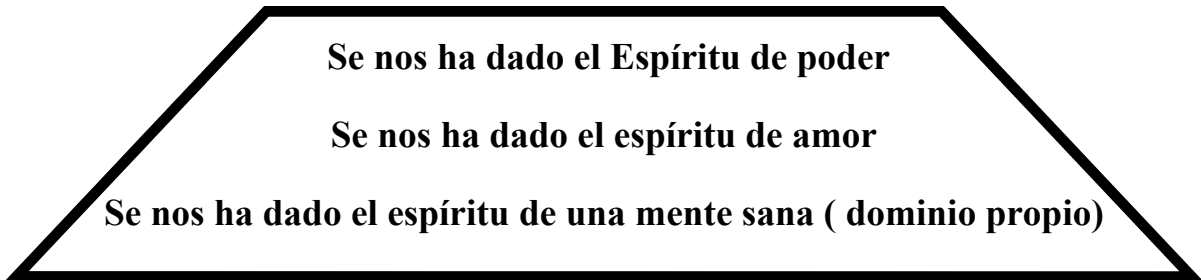 Se nos ha dado el Espíritu de poder
Se nos ha dado el espíritu de amor
Se nos ha dado el espíritu de una mente sana ( dominio propio)